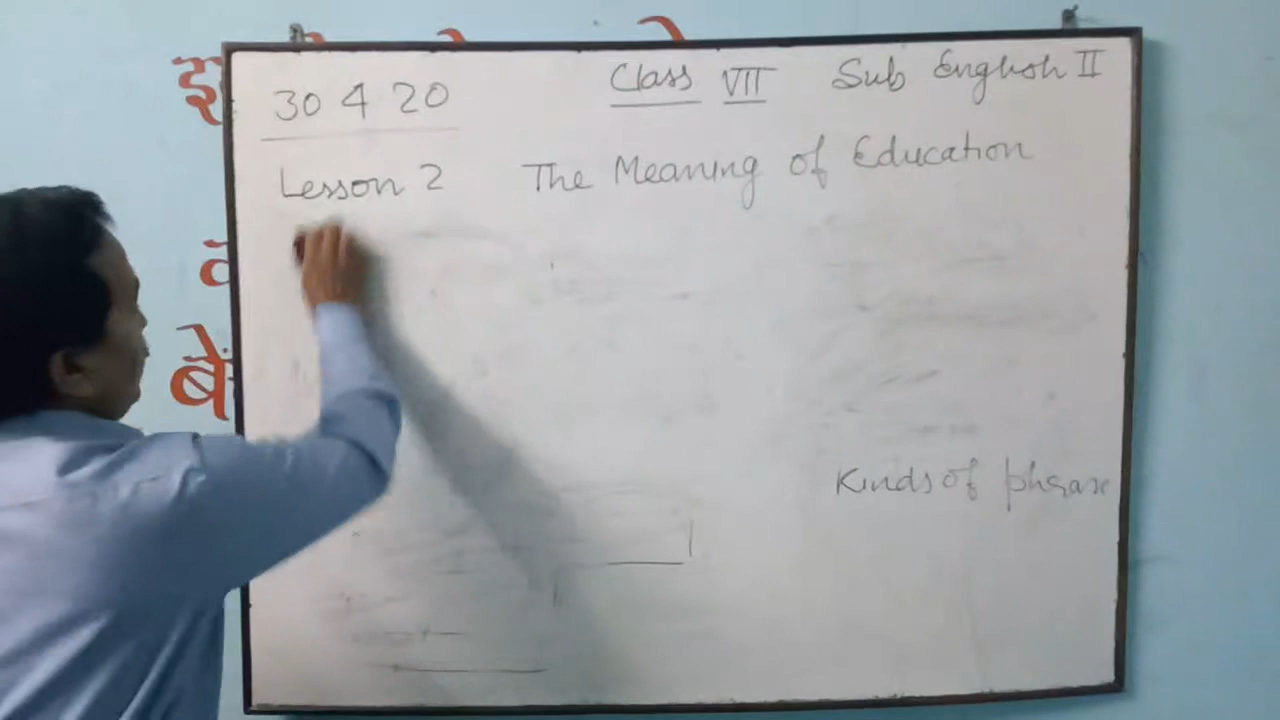 30 4 20 Class VII Sub English II
Lesson 2 The Meaning of Education
Kinds of phrase